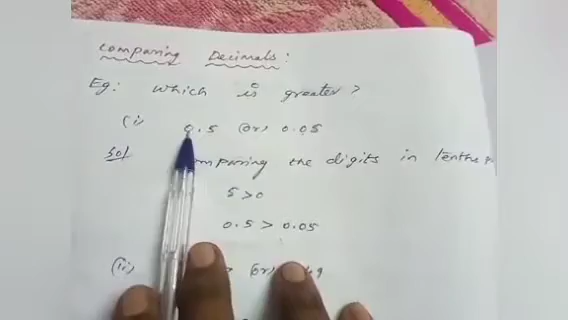 Comparing Decimals:
Eg: Which is greater?
(i) 0.5 (or) 0.05
Sol Comparing the digits in tenths
5 > 0
0.5 > 0.05
(ii) (or)